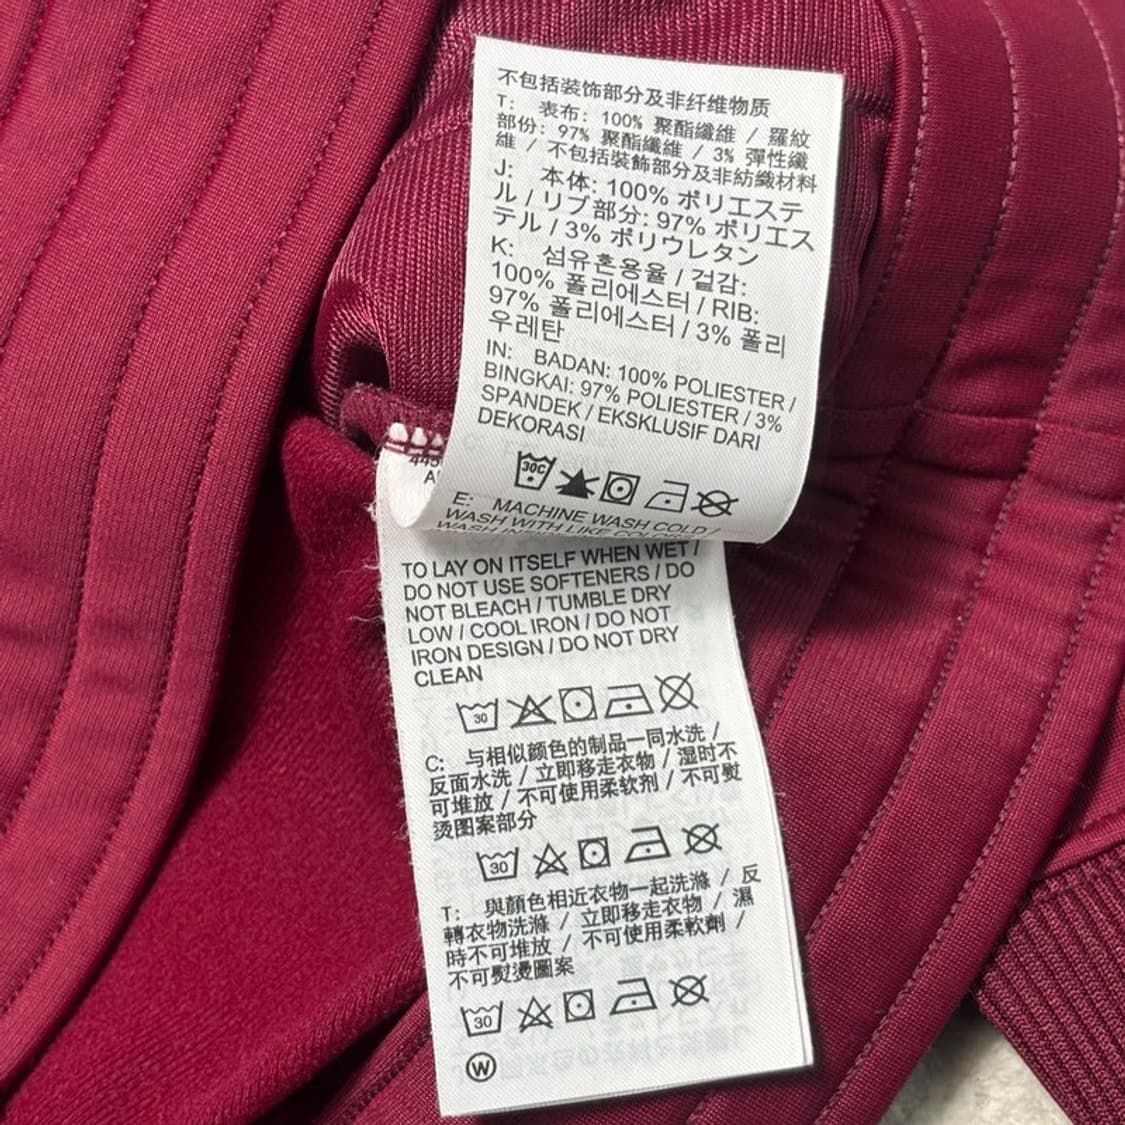 不包括装饰部分及非纤维物质
T: 表布: 100% 聚酯纖維 / 羅紋
部份: 97% 聚酯纖維 / 3% 彈性纖
維 / 不包括裝飾部分及非紡織材料
J: 本体: 100% ポリエステ
ル / リブ部分: 97% ポリエス
テル / 3% ポリウレタン
K: 섬유혼용율 / 겉감:
100% 폴리에스터 / RIB:
97% 폴리에스터 / 3% 폴리
우레탄
IN: BADAN: 100% POLIESTER /
BINGKAI: 97% POLIESTER / 3%
SPANDEK / EKSKLUSIF DARI
DEKORASI
30C
E: MACHINE WASH COLD /
WASH WITH LIKE COLORS
TO LAY ON ITSELF WHEN WET /
DO NOT USE SOFTENERS / DO
NOT BLEACH / TUMBLE DRY
LOW / COOL IRON / DO NOT
IRON DESIGN / DO NOT DRY
CLEAN
30
C: 与相似颜色的制品一同水洗 /
反面水洗 / 立即移走衣物 / 湿时不
可堆放 / 不可使用柔软剂 / 不可熨
烫图案部分
30
T: 與顏色相近衣物一起洗滌 / 反
轉衣物洗滌 / 立即移走衣物 / 濕
時不可堆放 / 不可使用柔軟劑 /
不可熨燙圖案
30
W